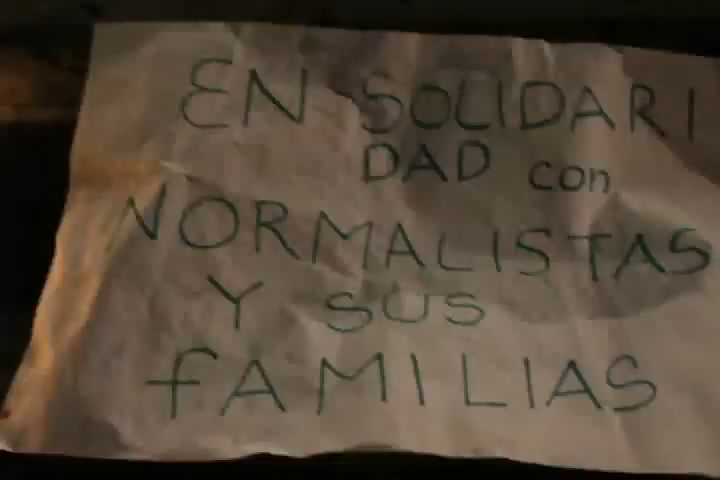 EN SOLIDARI
DAD con
NORMALISTAS
Y SUS
fAMILIAS